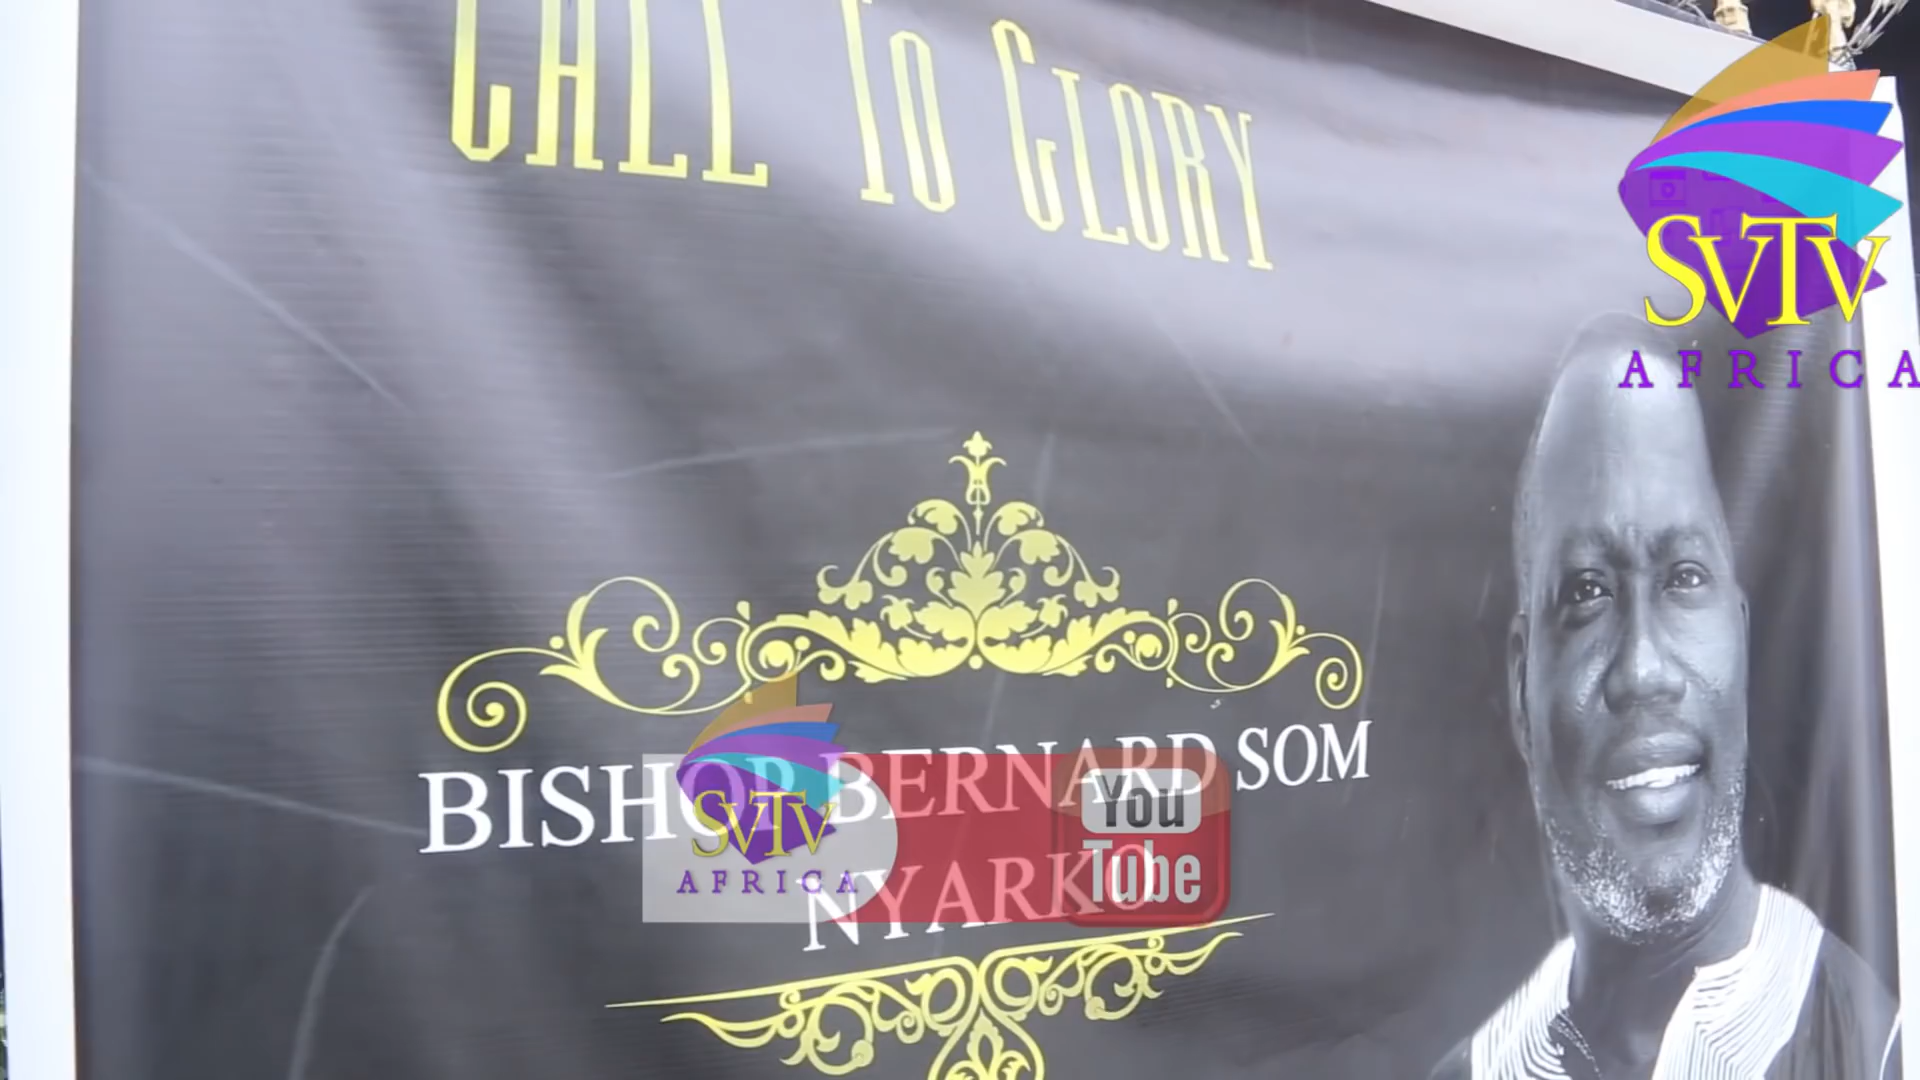 CALL TO GLORY
SVTV
AFRICA
BISHOP BERNARD SOM
NYARKO
SVTV
AFRICA
You
Tube